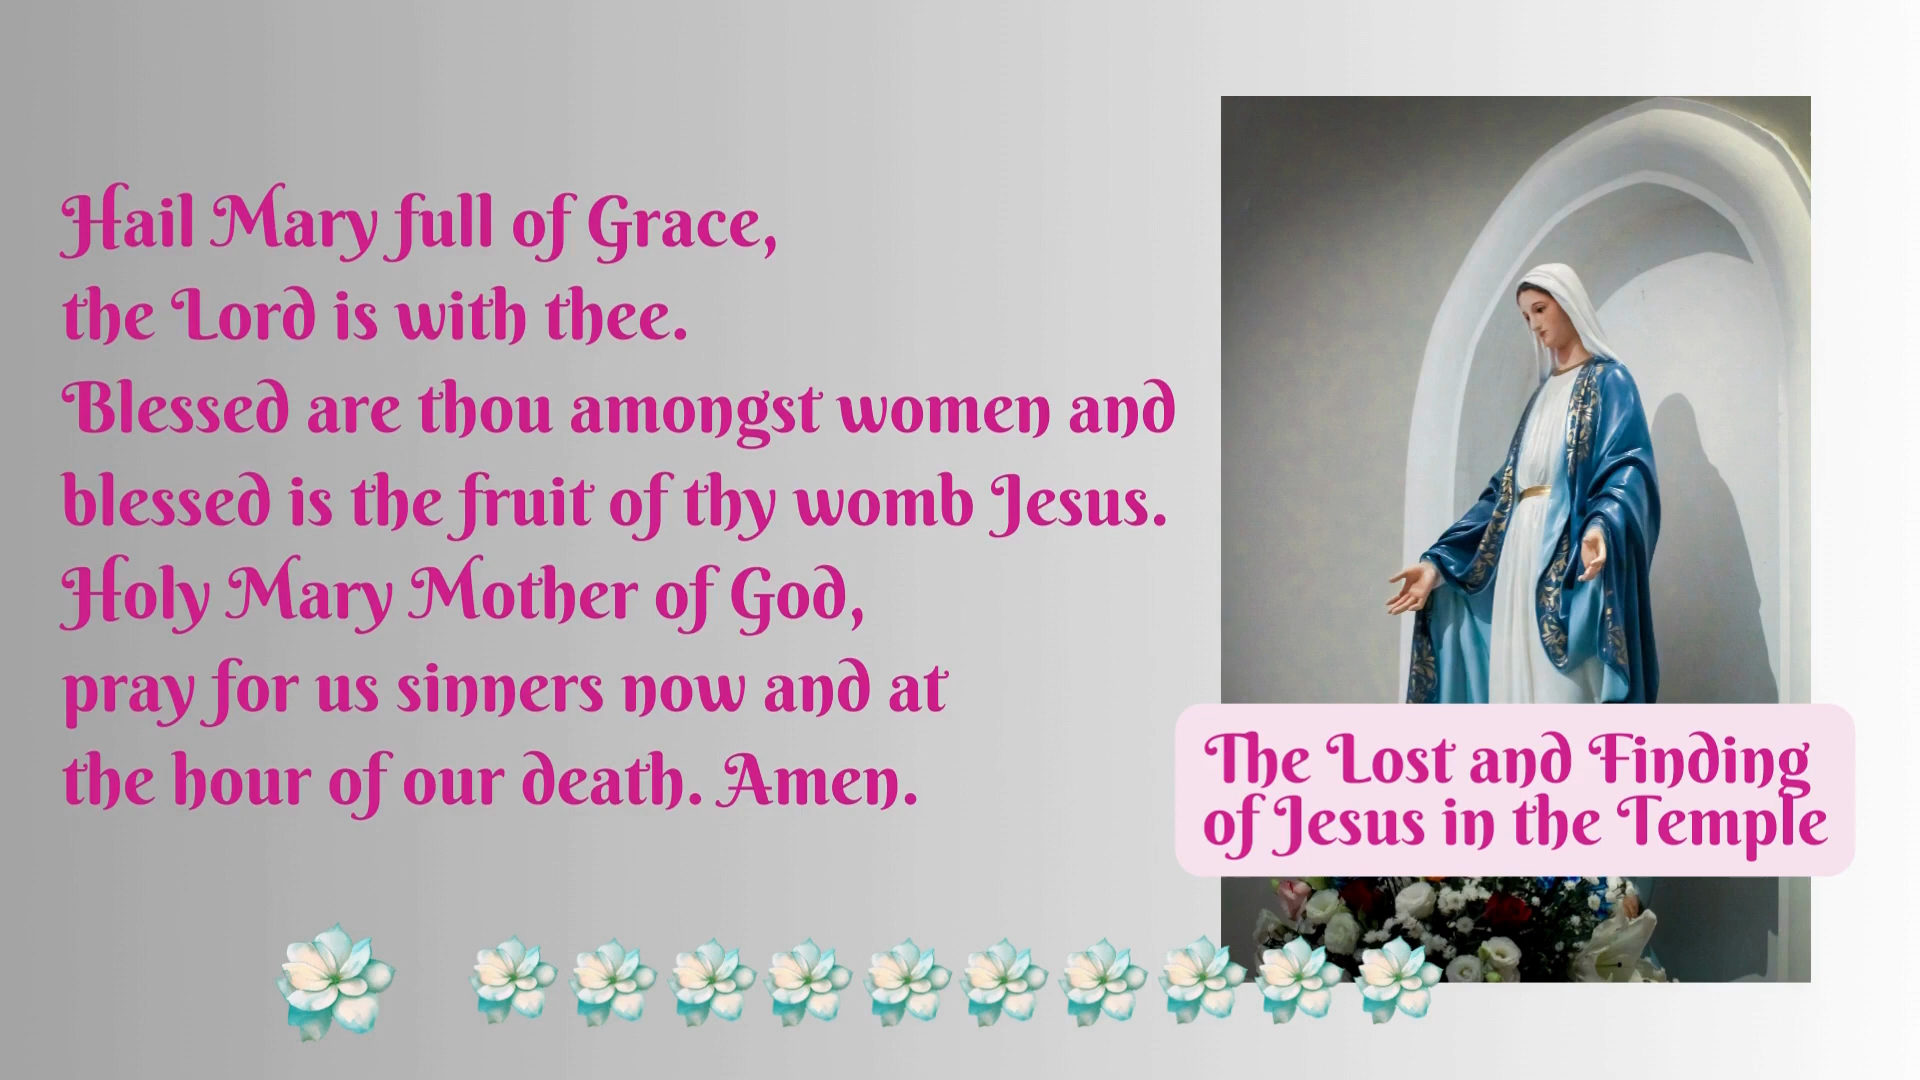 Hail Mary full of Grace,
the Lord is with thee.
Blessed are thou amongst women and
blessed is the fruit of thy womb Jesus.
Holy Mary Mother of God,
pray for us sinners now and at
the hour of our death. Amen.
The Lost and Finding
of Jesus in the Temple